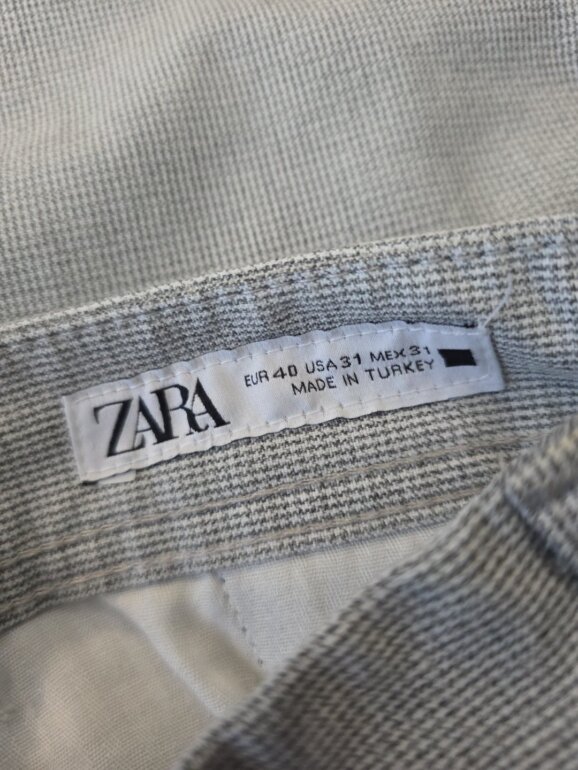 ZARA
EUR 40 USA 31 MEX 31
MADE IN TURKEY